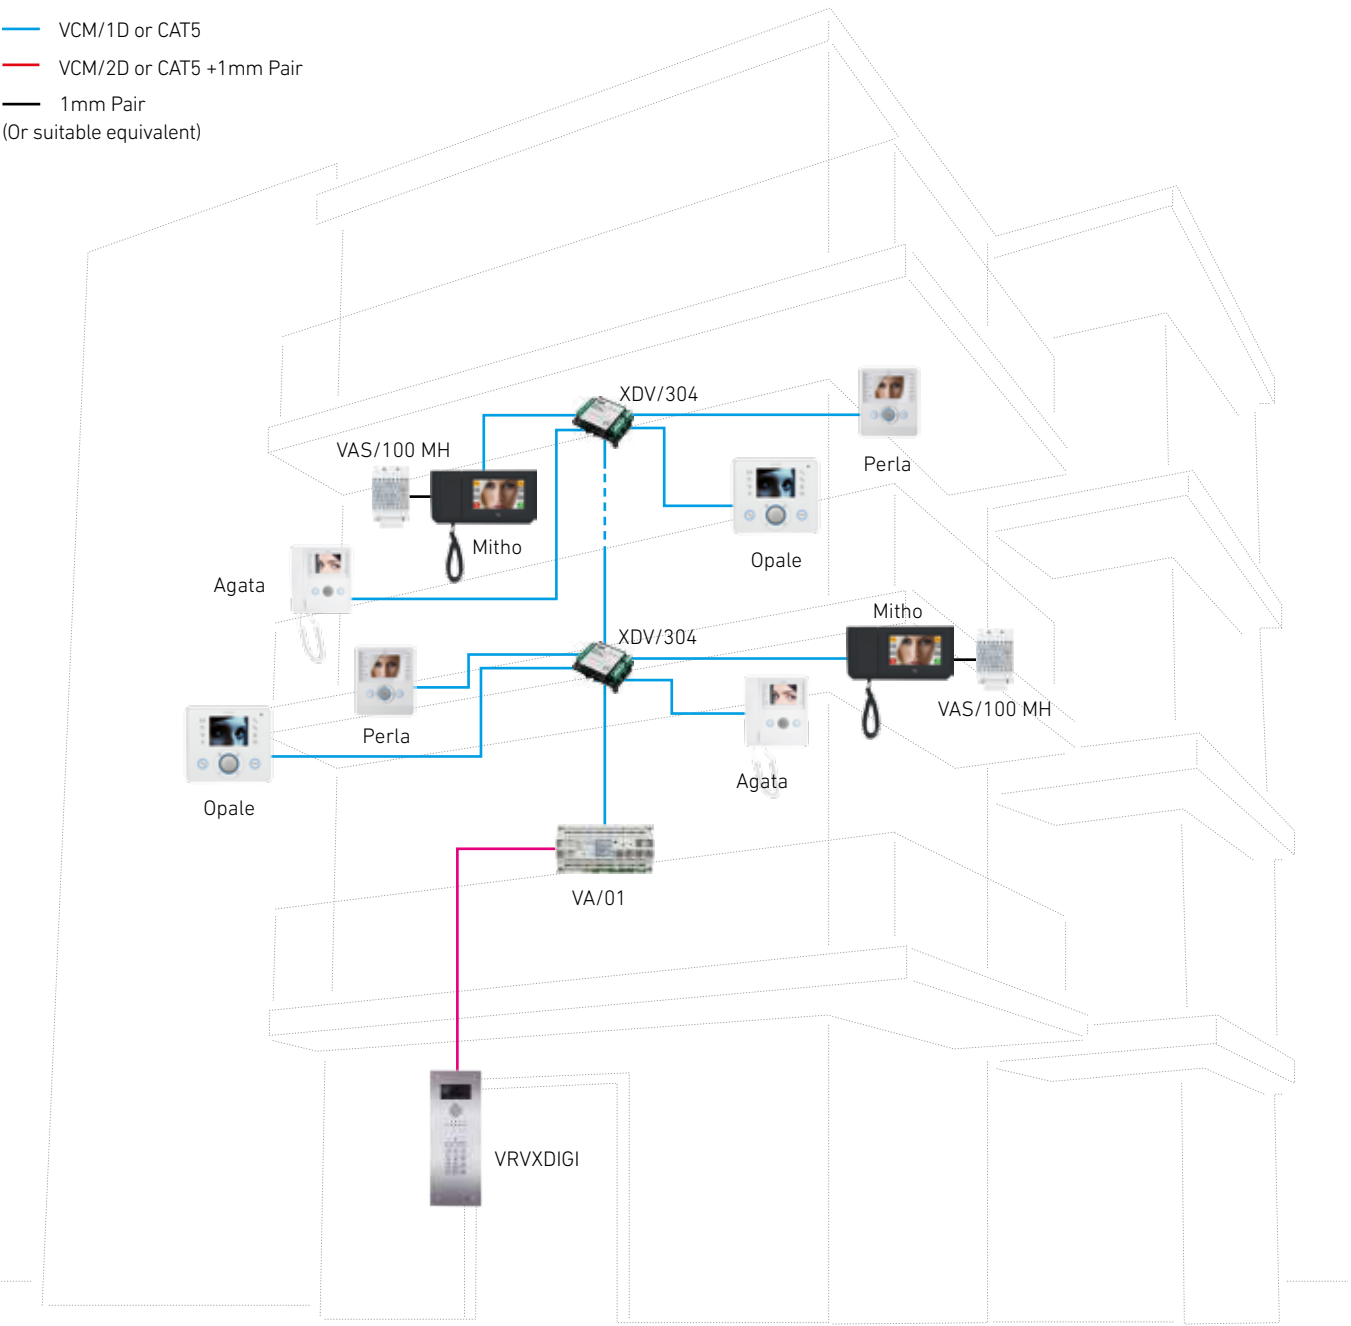 VCM/1D or CAT5
VCM/2D or CAT5 +1mm Pair
1mm Pair
(Or suitable equivalent)
XDV/304
VAS/100 MH
Perla
Mitho
Opale
Agata
Mitho
XDV/304
VAS/100 MH
Perla
Agata
Opale
VA/01
VRVXDIGI